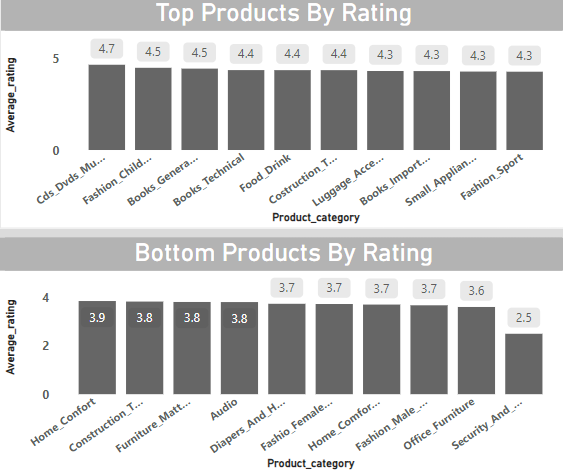 Top Products By Rating
Average_rating
5
0
4.7
4.5
4.5
4.4
4.4
4.4
4.3
4.3
4.3
4.3
Cds_Dvds_Mu...
Fashion_Child...
Books_Genera...
Books_Technical
Food_Drink
Costruction_T...
Luggage_Acce...
Books_Import...
Small_Applian...
Fashion_Sport
Product_category
Bottom Products By Rating
Average_rating
4
2
0
3.9
3.8
3.8
3.8
3.7
3.7
3.7
3.7
3.6
2.5
Home_Confort
Construction_T...
Furniture_Matt...
Audio
Diapers_And_H...
Fashio_Female...
Home_Comfor...
Fashion_Male_...
Office_Furniture
Security_And_...
Product_category